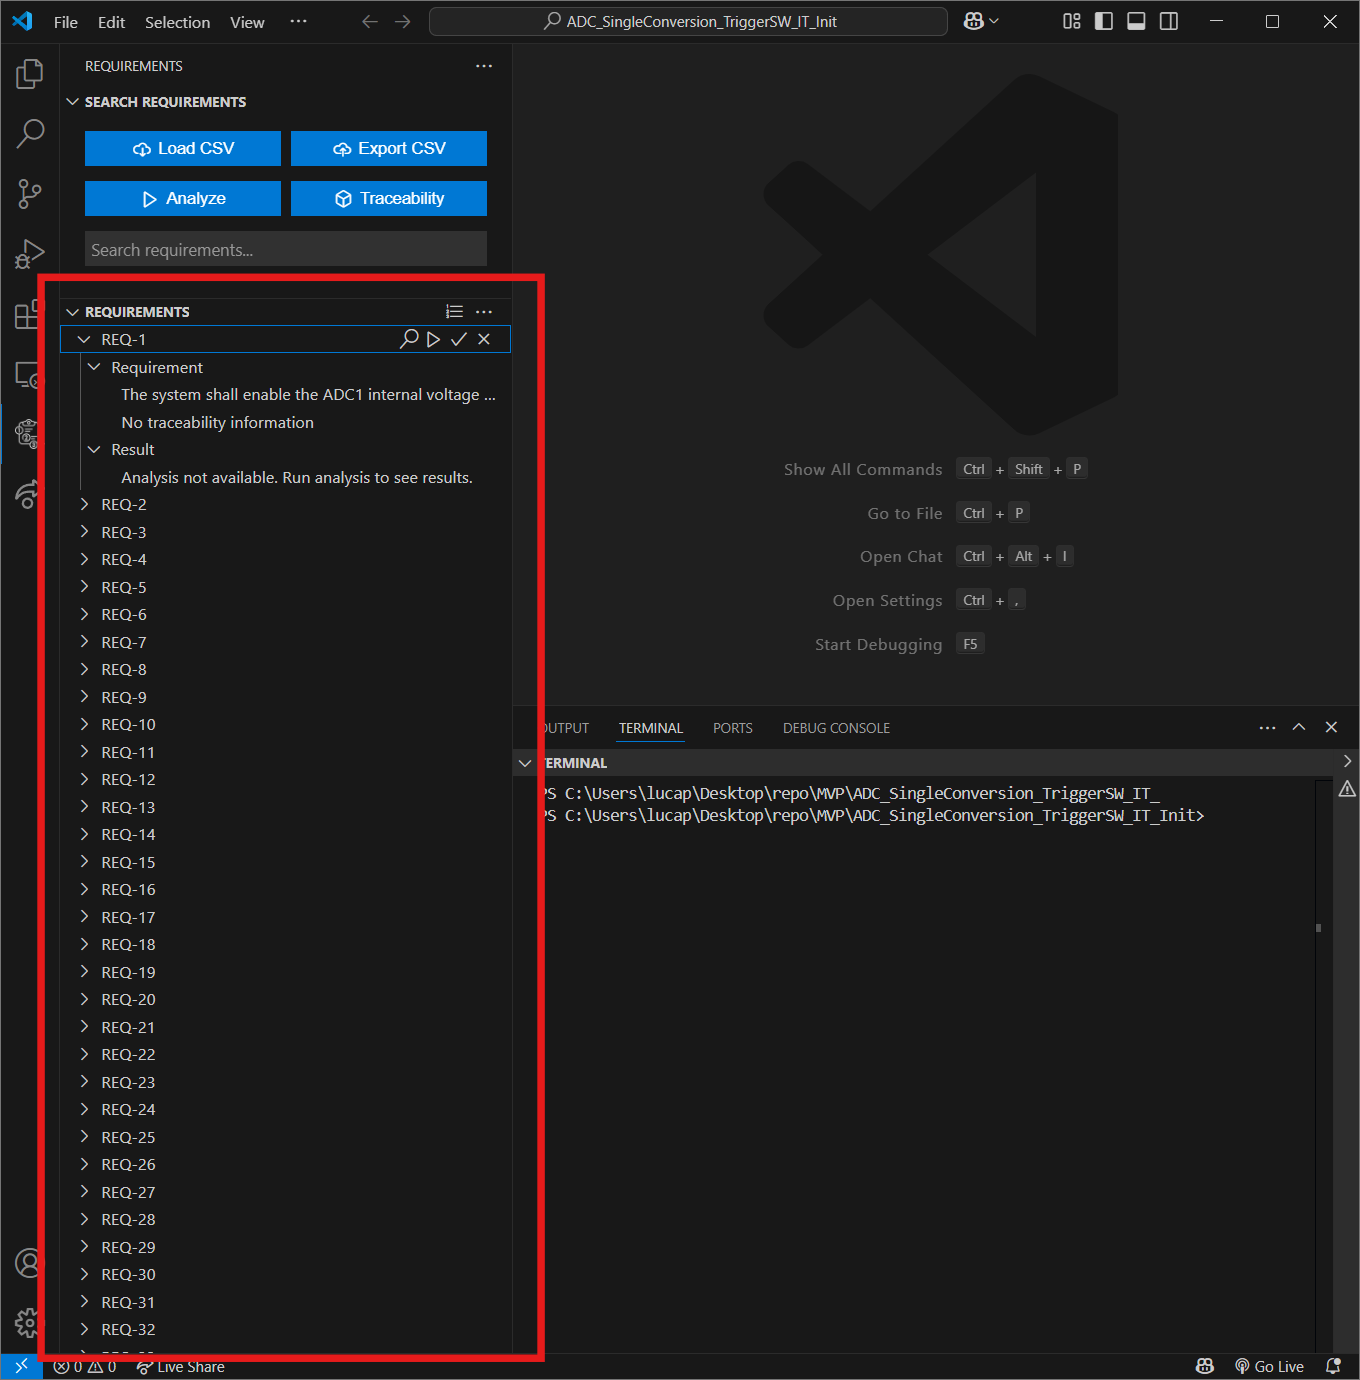 File Edit Selection View ···
ADC_SingleConversion_TriggerSW_IT_Init
REQUIREMENTS
SEARCH REQUIREMENTS
Load CSV
Export CSV
Analyze
Traceability
Search requirements...
REQUIREMENTS
REQ-1
Requirement
The system shall enable the ADC1 internal voltage ...
No traceability information
Result
Analysis not available. Run analysis to see results.
REQ-2
REQ-3
REQ-4
REQ-5
REQ-6
REQ-7
REQ-8
REQ-9
REQ-10
REQ-11
REQ-12
REQ-13
REQ-14
REQ-15
REQ-16
REQ-17
REQ-18
REQ-19
REQ-20
REQ-21
REQ-22
REQ-23
REQ-24
REQ-25
REQ-26
REQ-27
REQ-28
REQ-29
REQ-30
REQ-31
REQ-32
Show All Commands Ctrl + Shift + P
Go to File Ctrl + P
Open Chat Ctrl + Alt + I
Open Settings Ctrl + ,
Start Debugging F5
OUTPUT TERMINAL PORTS DEBUG CONSOLE
TERMINAL
PS C:\Users\lucap\Desktop\repo\MVP\ADC_SingleConversion_TriggerSW_IT_
PS C:\Users\lucap\Desktop\repo\MVP\ADC_SingleConversion_TriggerSW_IT_Init>
0 0 Live Share
Go Live